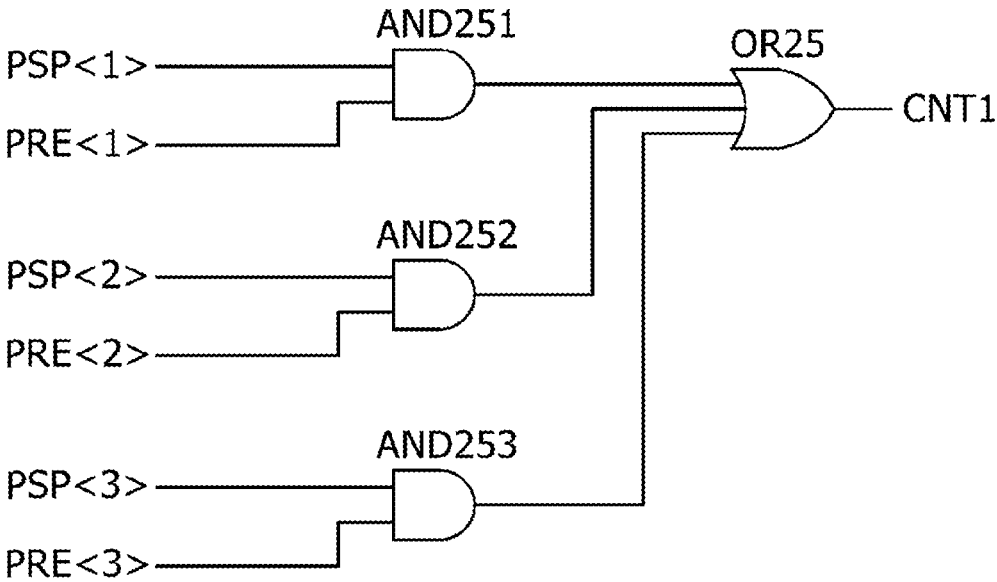 AND251
OR25
PSP<1>
CNT1
PRE<1>
AND252
PSP<2>
PRE<2>
AND253
PSP<3>
PRE<3>